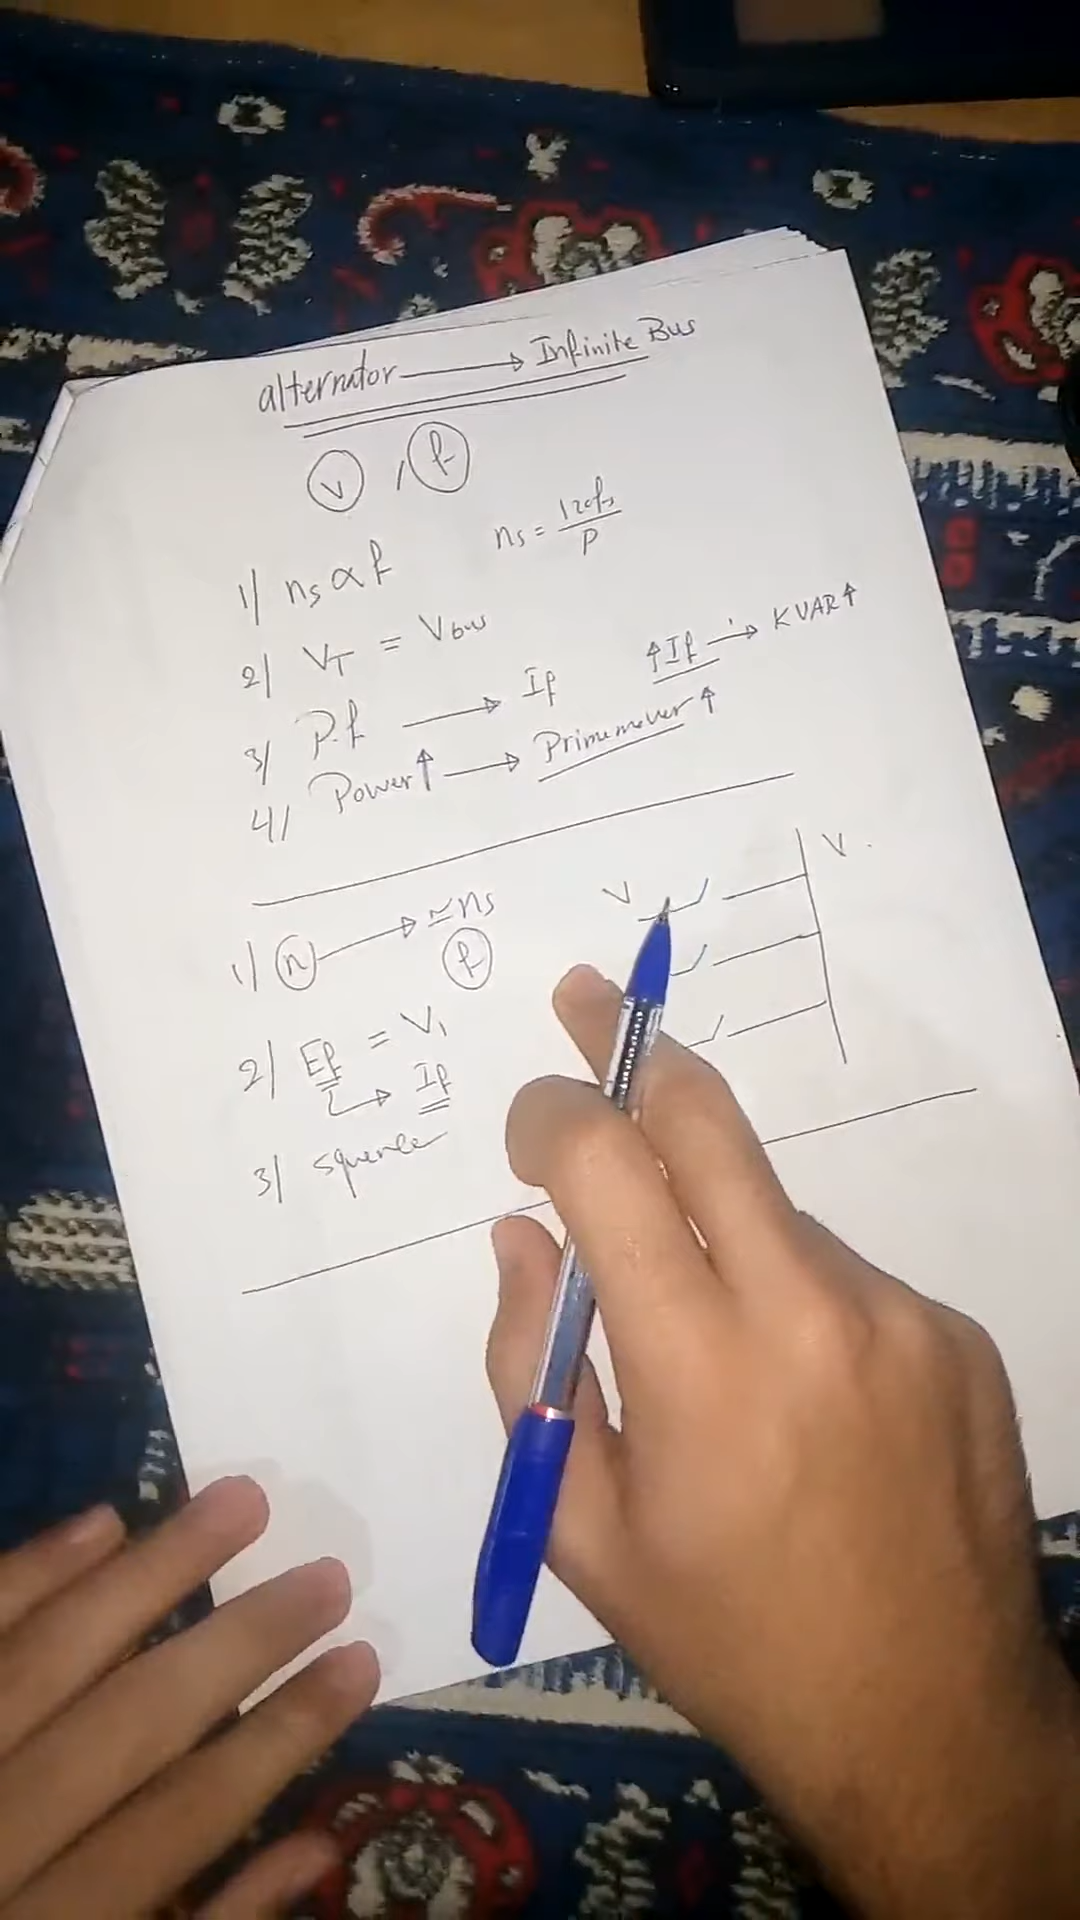 alternator → Infinite Bus
V , f
1) ns ∝ f ns = 120fs / P
2) VT = Vbus
3) P.f → If ↑If → KVAR↑
4) Power↑ → Primemover↑
1) n → ≃ns
f
V V
2) Ef = V1
→ If
3) squence